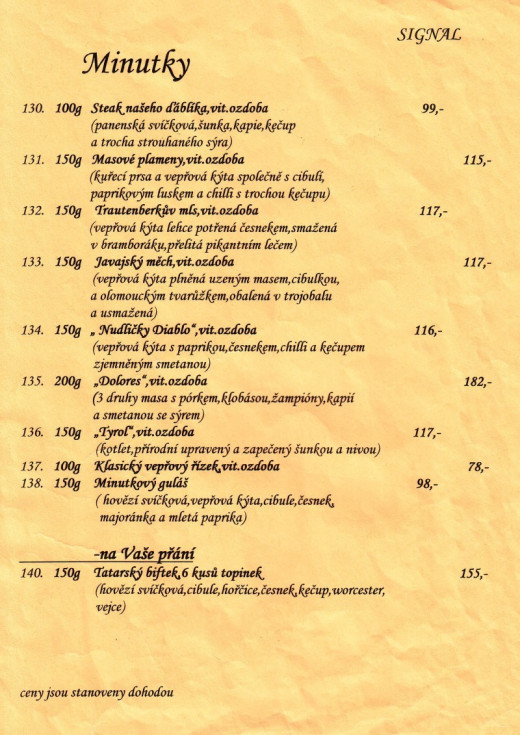 SIGNAL
Minutky
130. 100g Steak našeho ďáblíka,vit.ozdoba 99,-
(panenská svíčková,šunka,kapie,kečup
a trocha strouhaného sýra)
131. 150g Masové plameny,vit.ozdoba 115,-
(kuřecí prsa a vepřová kýta společně s cibulí,
paprikovým luskem a chilli s trochou kečupu)
132. 150g Trautenberkův mls,vit.ozdoba 117,-
(vepřová kýta lehce potřená česnekem,smažená
v bramboráku,přelitá pikantním lečem)
133. 150g Javajský měch,vit.ozdoba 117,-
(vepřová kýta plněná uzeným masem,cibulkou,
a olomouckým tvarůžkem,obalená v trojobalu
a usmažená)
134. 150g „ Nudličky Diablo“,vit.ozdoba 116,-
(vepřová kýta s paprikou,česnekem,chilli a kečupem
zjemněným smetanou)
135. 200g „Dolores“,vit.ozdoba 182,-
(3 druhy masa s pórkem,klobásou,žampióny,kapií
a smetanou se sýrem)
136. 150g „Tyrol“,vit.ozdoba 117,-
(kotlet,přírodní upravený a zapečený šunkou a nivou)
137. 100g Klasický vepřový řízek,vit.ozdoba 78,-
138. 150g Minutkový guláš 98,-
( hovězí svíčková,vepřová kýta,cibule,česnek,
majoránka a mletá paprika)
-na Vaše přání
140. 150g Tatarský biftek,6 kusů topinek 155,-
(hovězí svíčková,cibule,hořčice,česnek,kečup,worcester,
vejce)
ceny jsou stanoveny dohodou